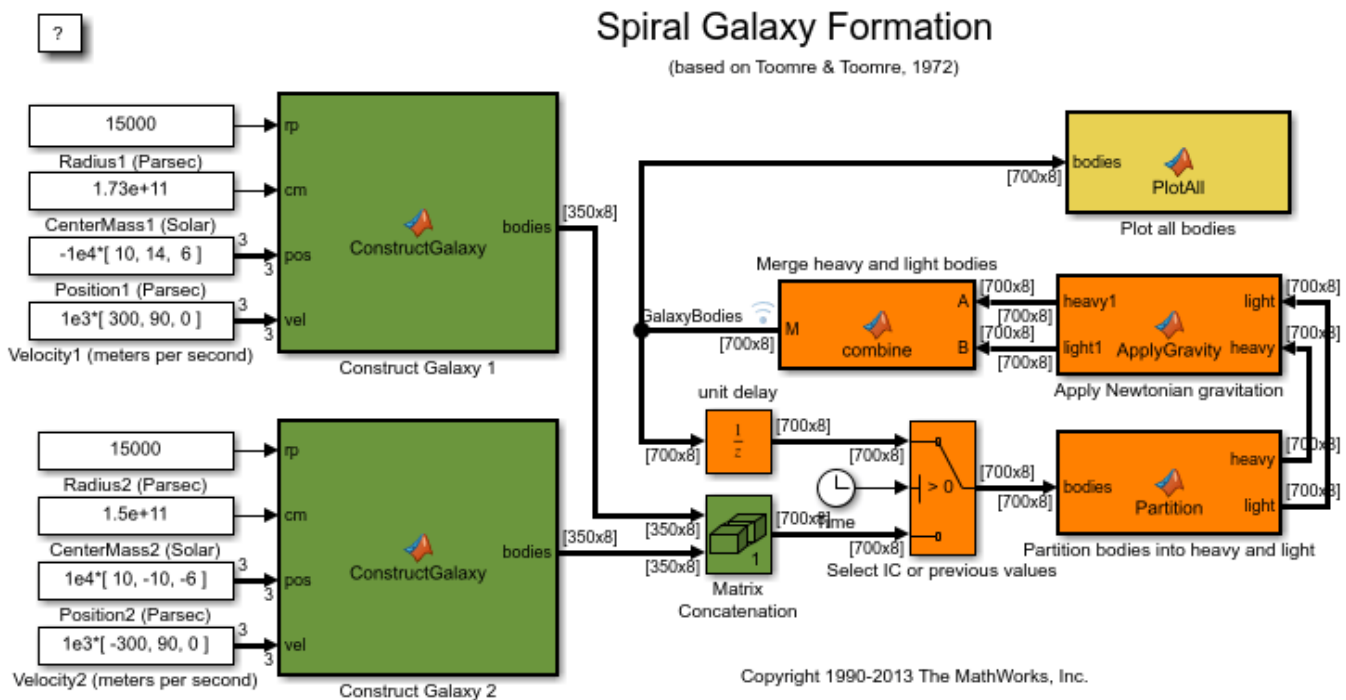 ?
Spiral Galaxy Formation
(based on Toomre & Toomre, 1972)
15000
Radius1 (Parsec)
1.73e+11
CenterMass1 (Solar)
-1e4*[ 10, 14, 6 ]
3
3
Position1 (Parsec)
1e3*[ 300, 90, 0 ]
3
3
Velocity1 (meters per second)
rp
cm
pos
vel
ConstructGalaxy
bodies
[350x8]
Construct Galaxy 1
15000
Radius2 (Parsec)
1.5e+11
CenterMass2 (Solar)
1e4*[ 10, -10, -6 ]
3
3
Position2 (Parsec)
1e3*[ -300, 90, 0 ]
3
3
Velocity2 (meters per second)
rp
cm
pos
vel
ConstructGalaxy
bodies
[350x8]
Construct Galaxy 2
[700x8]
bodies
PlotAll
Plot all bodies
Merge heavy and light bodies
GalaxyBodies
[700x8]
M
combine
A
B
[700x8]
[700x8]
[700x8]
[700x8]
heavy1
light1
ApplyGravity
light
heavy
[700x8]
[700x8]
Apply Newtonian gravitation
unit delay
[700x8]
1
z
[700x8]
[700x8]
Time
[350x8]
[350x8]
1
Matrix
Concatenation
[700x8]
[700x8]
> 0
Select IC or previous values
[700x8]
[700x8]
bodies
Partition
heavy
light
[700x8]
[700x8]
Partition bodies into heavy and light
Copyright 1990-2013 The MathWorks, Inc.